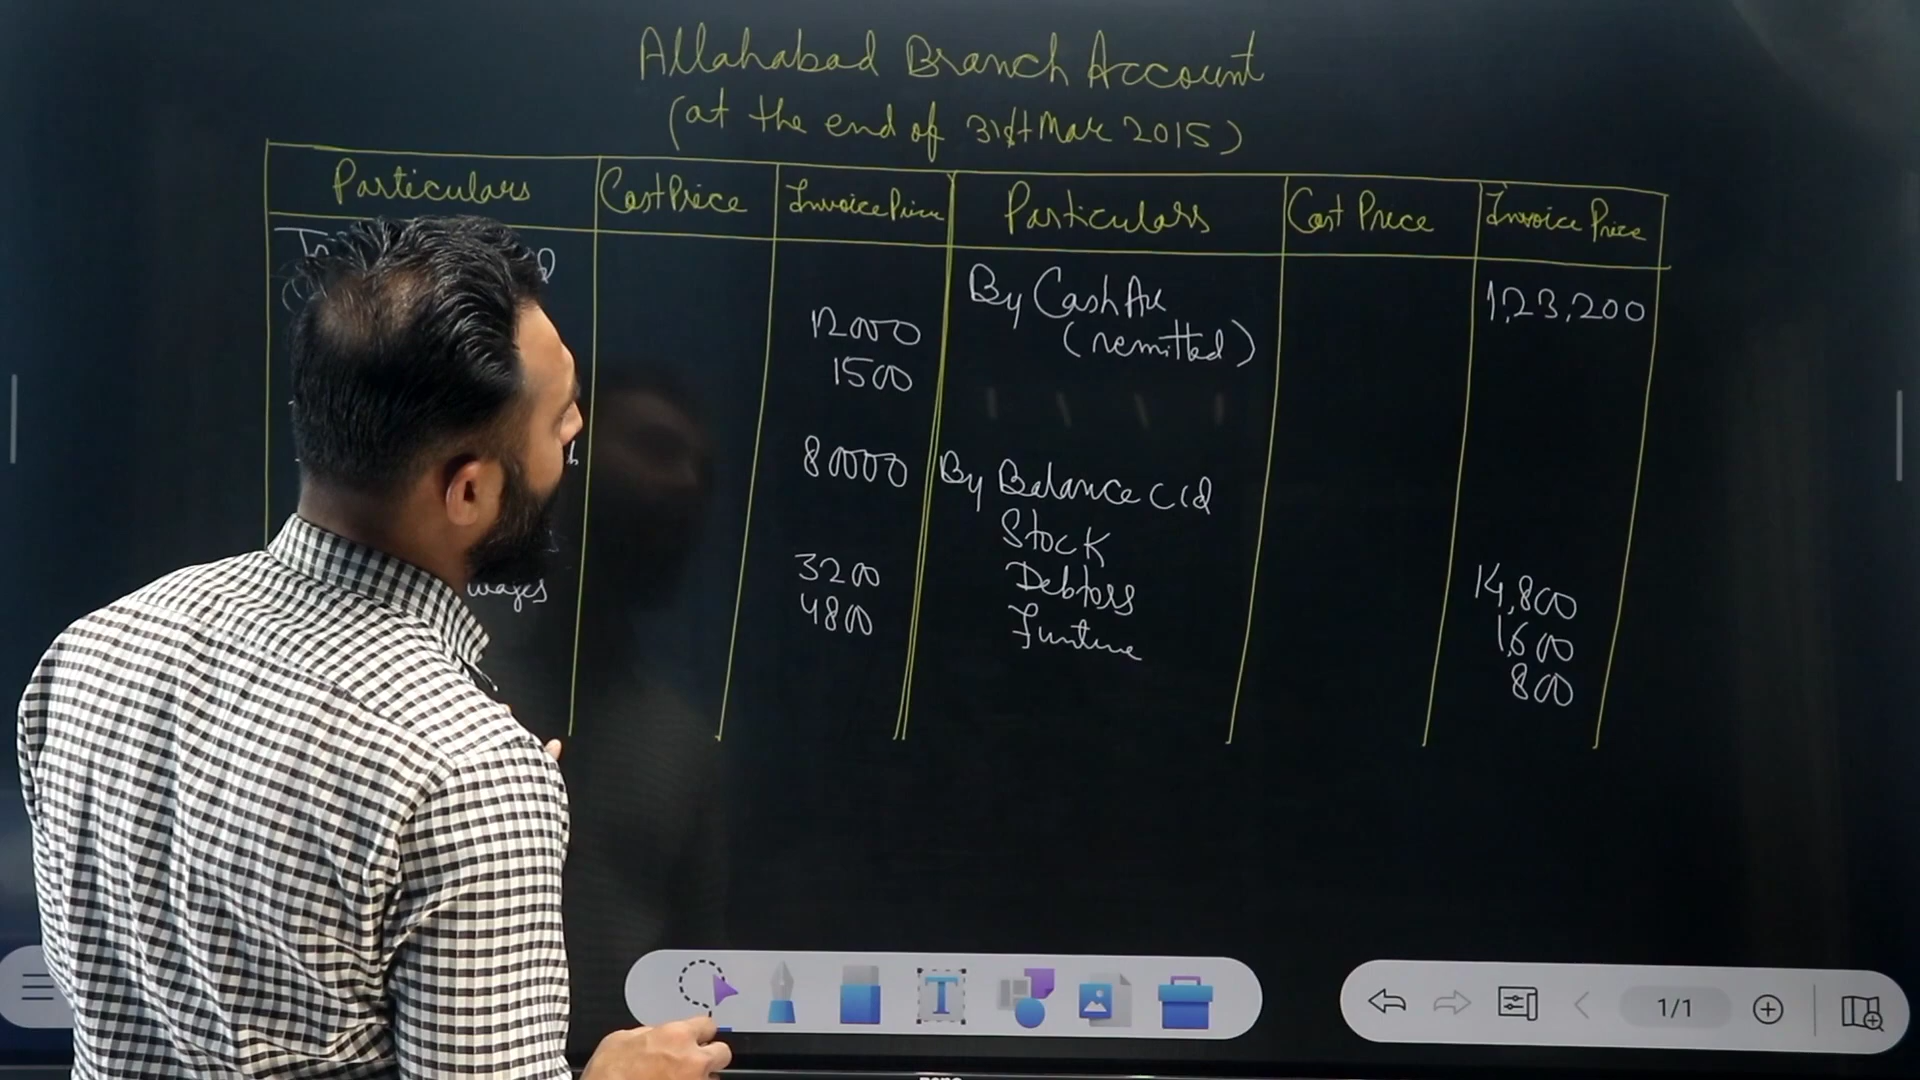 Allahabad Branch Account
(at the end of 31st Mar 2015)
Particulars Cost Price Invoice Price Particulars Cost Price Invoice Price
By Cash A/c 1,23,200
12000 (remitted)
1500
80000 By Balance c/d
Stock
3200 Debtors 14,800
wages 4800 1,600
800
1/1